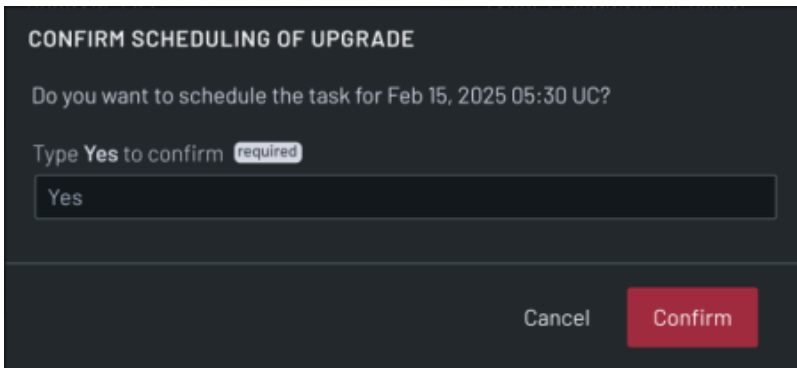 CONFIRM SCHEDULING OF UPGRADE
Do you want to schedule the task for Feb 15, 2025 05:30 UC?
Type Yes to confirm required
Yes
Cancel Confirm